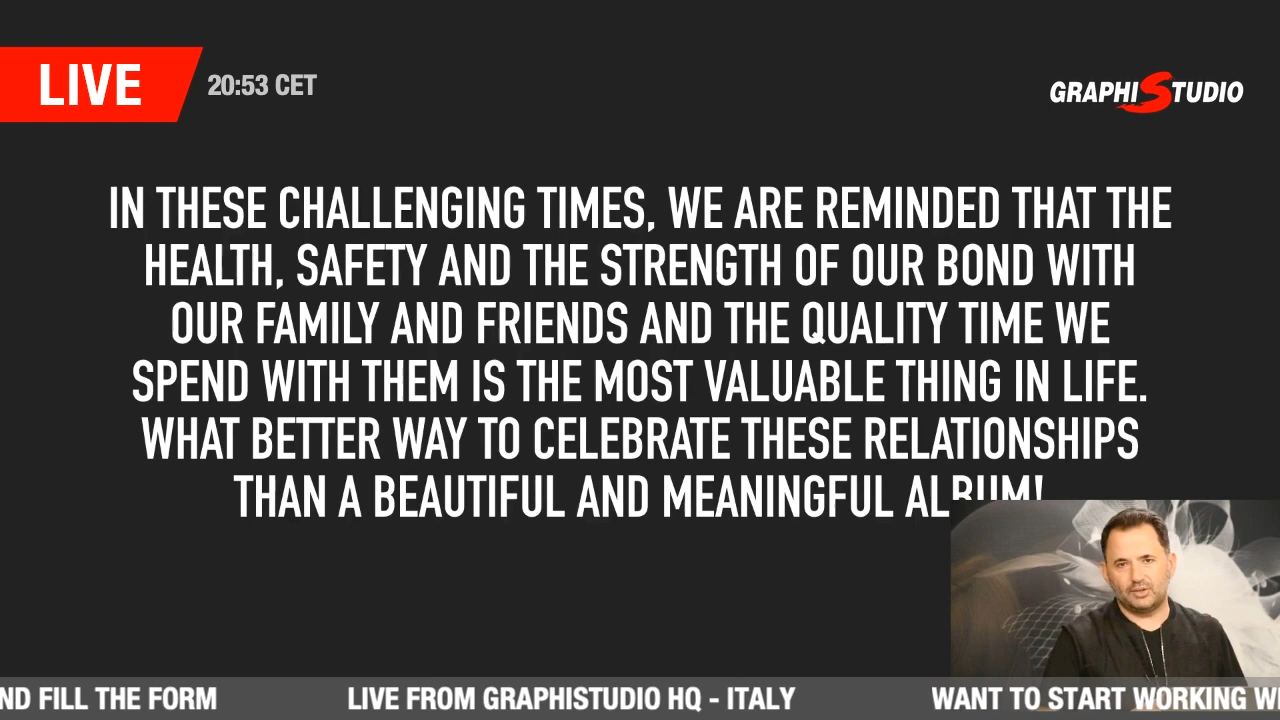 LIVE
20:53 CET
GRAPHISTUDIO
IN THESE CHALLENGING TIMES, WE ARE REMINDED THAT THE
HEALTH, SAFETY AND THE STRENGTH OF OUR BOND WITH
OUR FAMILY AND FRIENDS AND THE QUALITY TIME WE
SPEND WITH THEM IS THE MOST VALUABLE THING IN LIFE.
WHAT BETTER WAY TO CELEBRATE THESE RELATIONSHIPS
THAN A BEAUTIFUL AND MEANINGFUL ALBUM!
ND FILL THE FORM LIVE FROM GRAPHISTUDIO HQ - ITALY WANT TO START WORKING